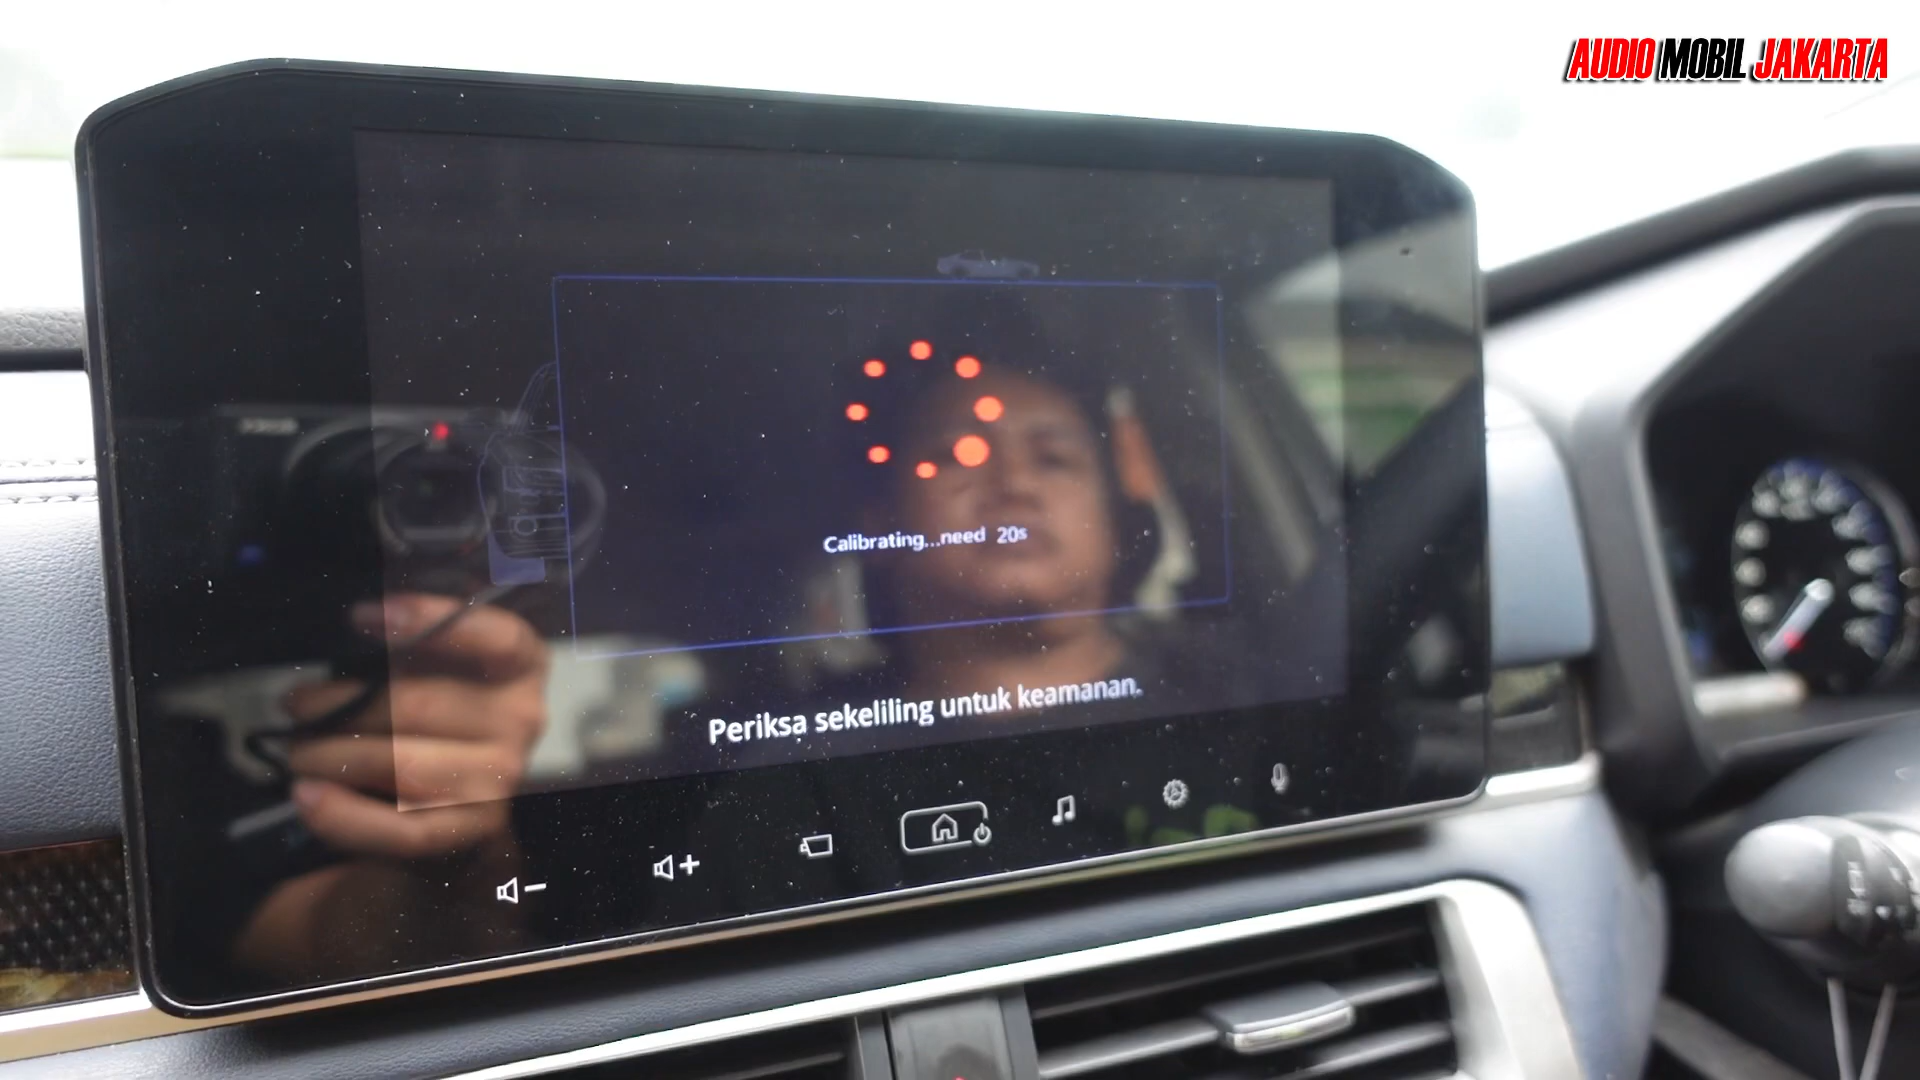 AUDIO MOBIL JAKARTA
Calibrating...need 20s
Periksa sekeliling untuk keamanan.